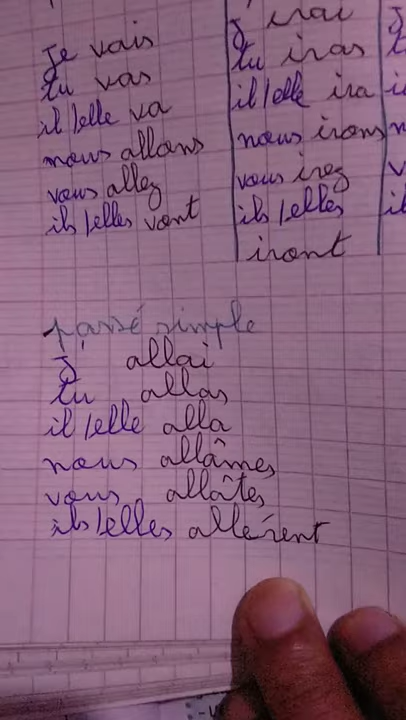 je vais
tu vas
il/elle va
nous allons
vous allez
ils/elles vont
j' irai
tu iras
il/elle ira
nous irons
vous irez
ils/elles
iront
passé simple
j' allai
tu allas
il/elle alla
nous allâmes
vous allâtes
ils/elles allérent